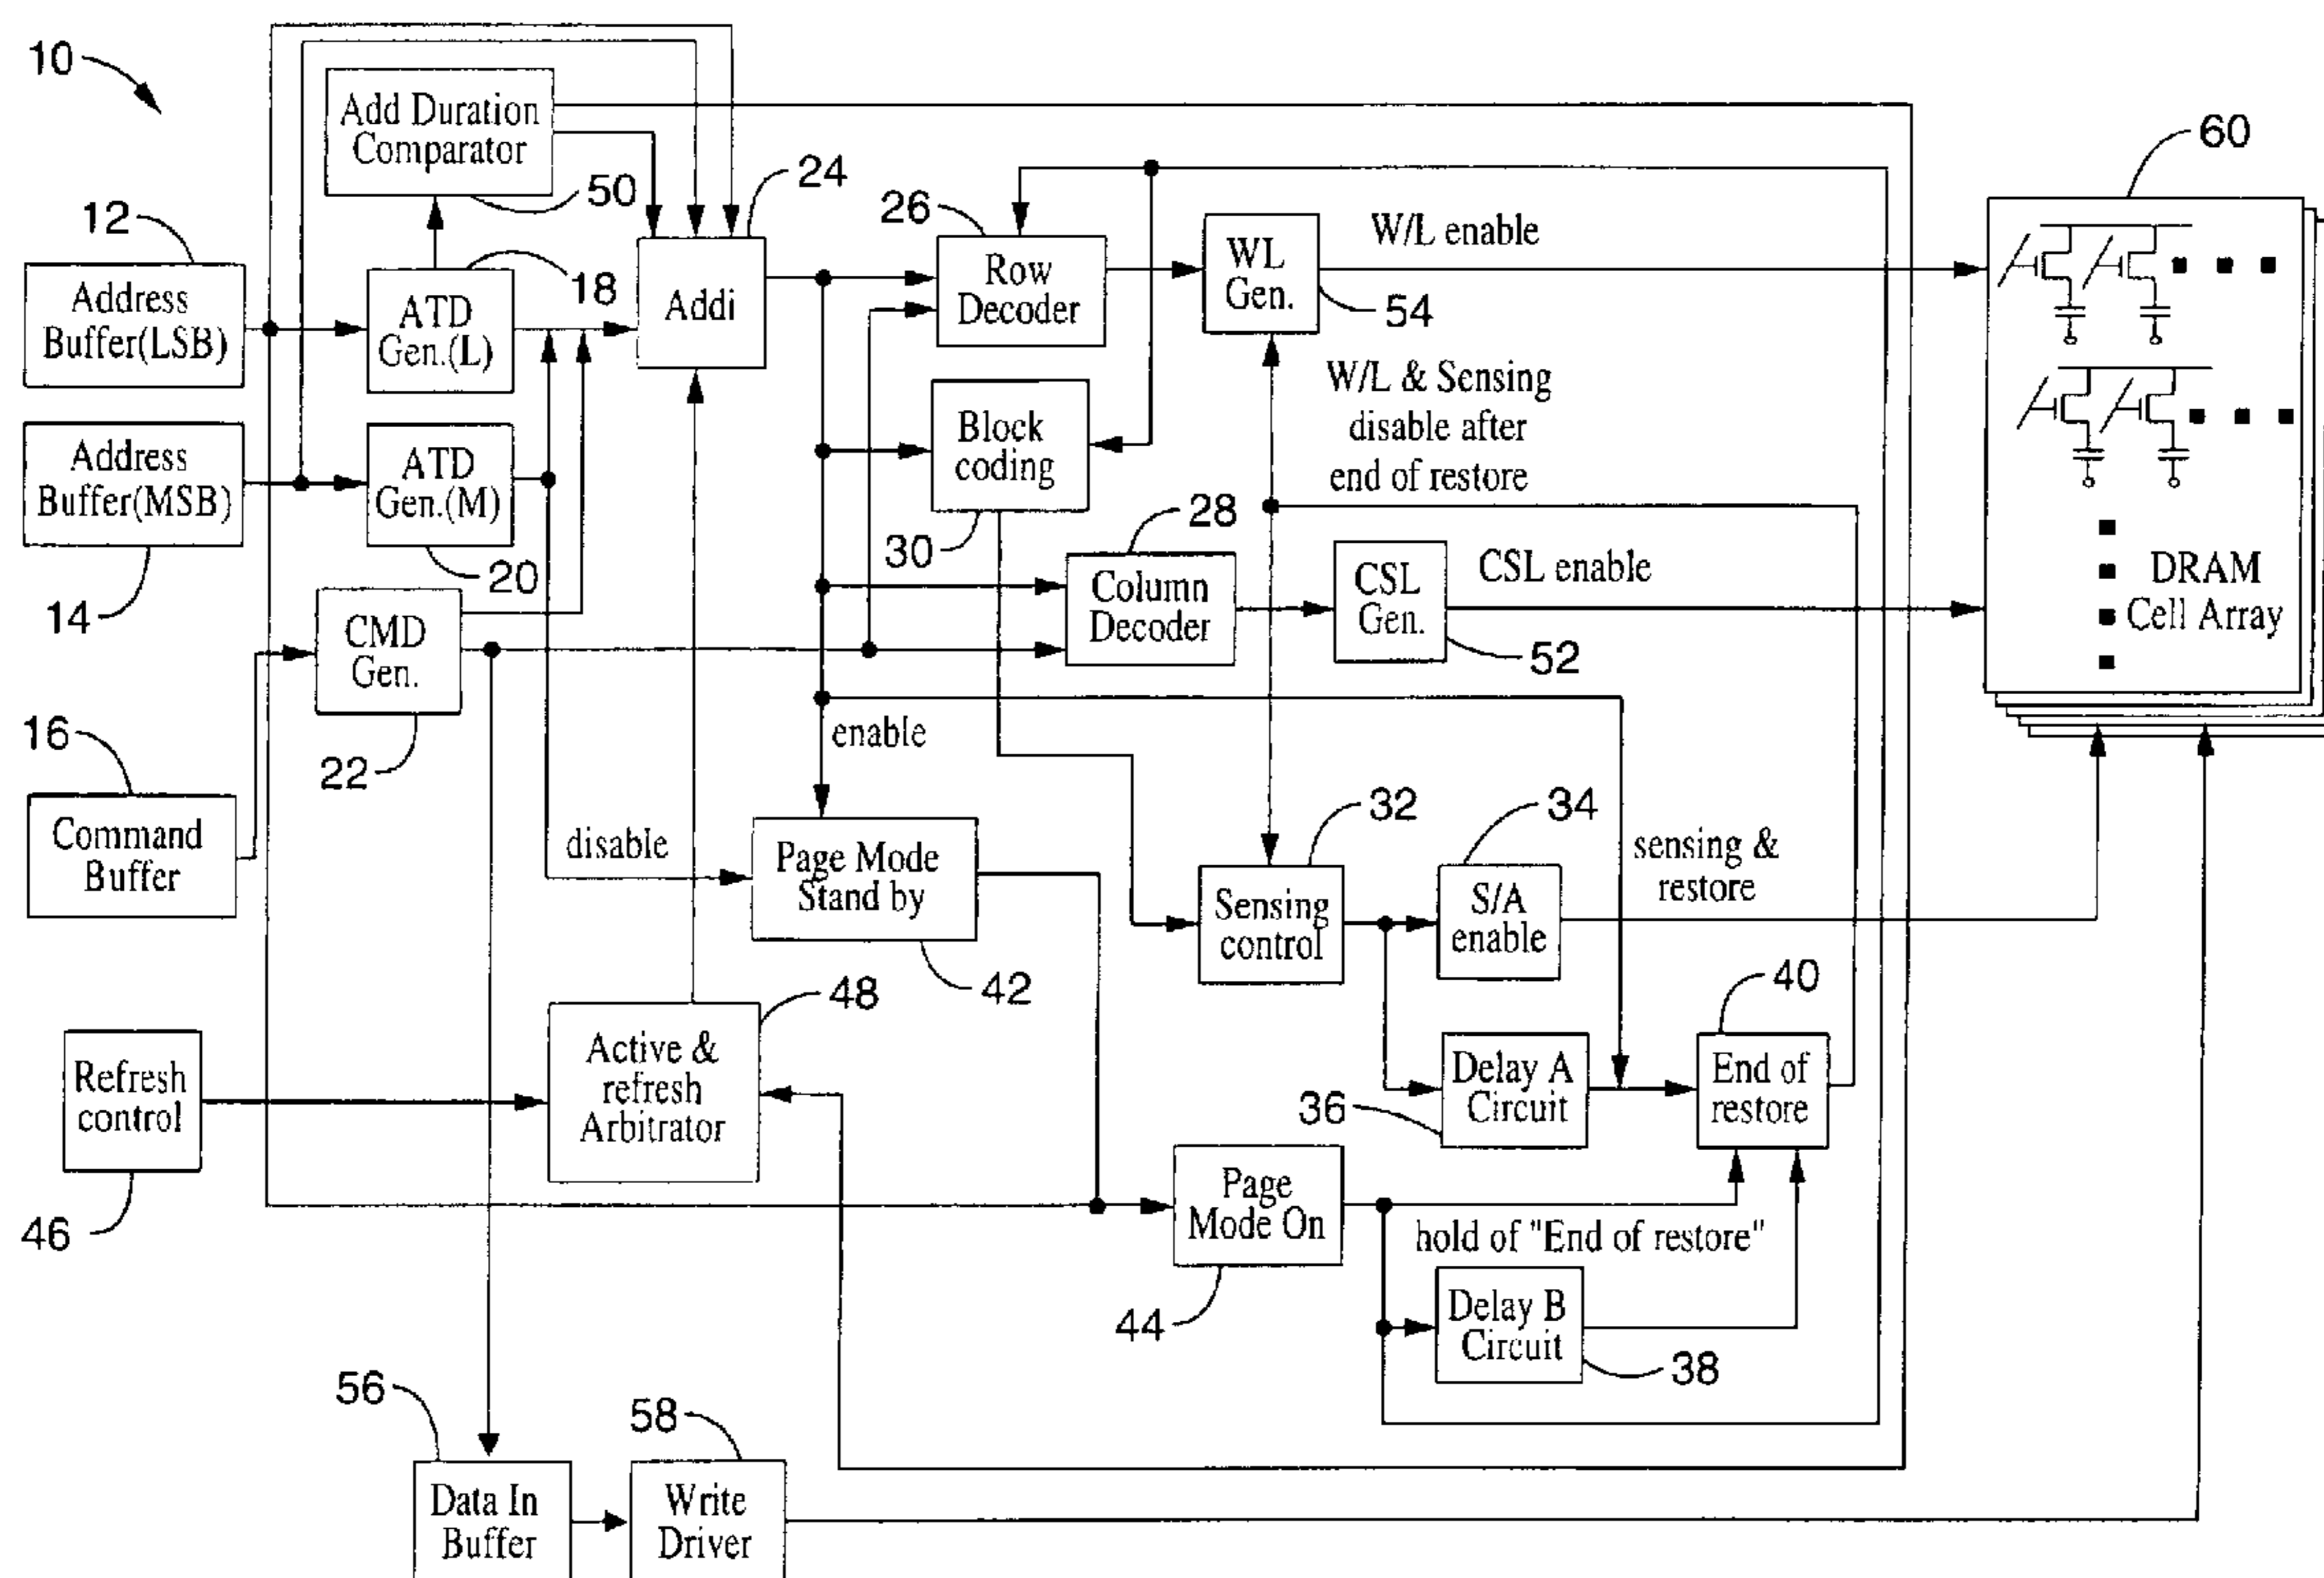 10
Add Duration
Comparator
50
24
60
12
Address
Buffer(LSB)
18
ATD
Gen.(L)
Addi
26
Row
Decoder
WL
Gen.
54
W/L enable
Address
Buffer(MSB)
14
ATD
Gen.(M)
20
Block
coding
30
W/L & Sensing
disable after
end of restore
28
Column
Decoder
CSL
Gen.
52
CSL enable
DRAM
Cell Array
CMD
Gen.
22
16
Command
Buffer
enable
disable
Page Mode
Stand by
42
32
Sensing
control
34
S/A
enable
sensing &
restore
Refresh
control
46
48
Active &
refresh
Arbitrator
36
Delay A
Circuit
40
End of
restore
Page
Mode On
44
hold of "End of restore"
Delay B
Circuit
38
56
Data In
Buffer
58
Write
Driver